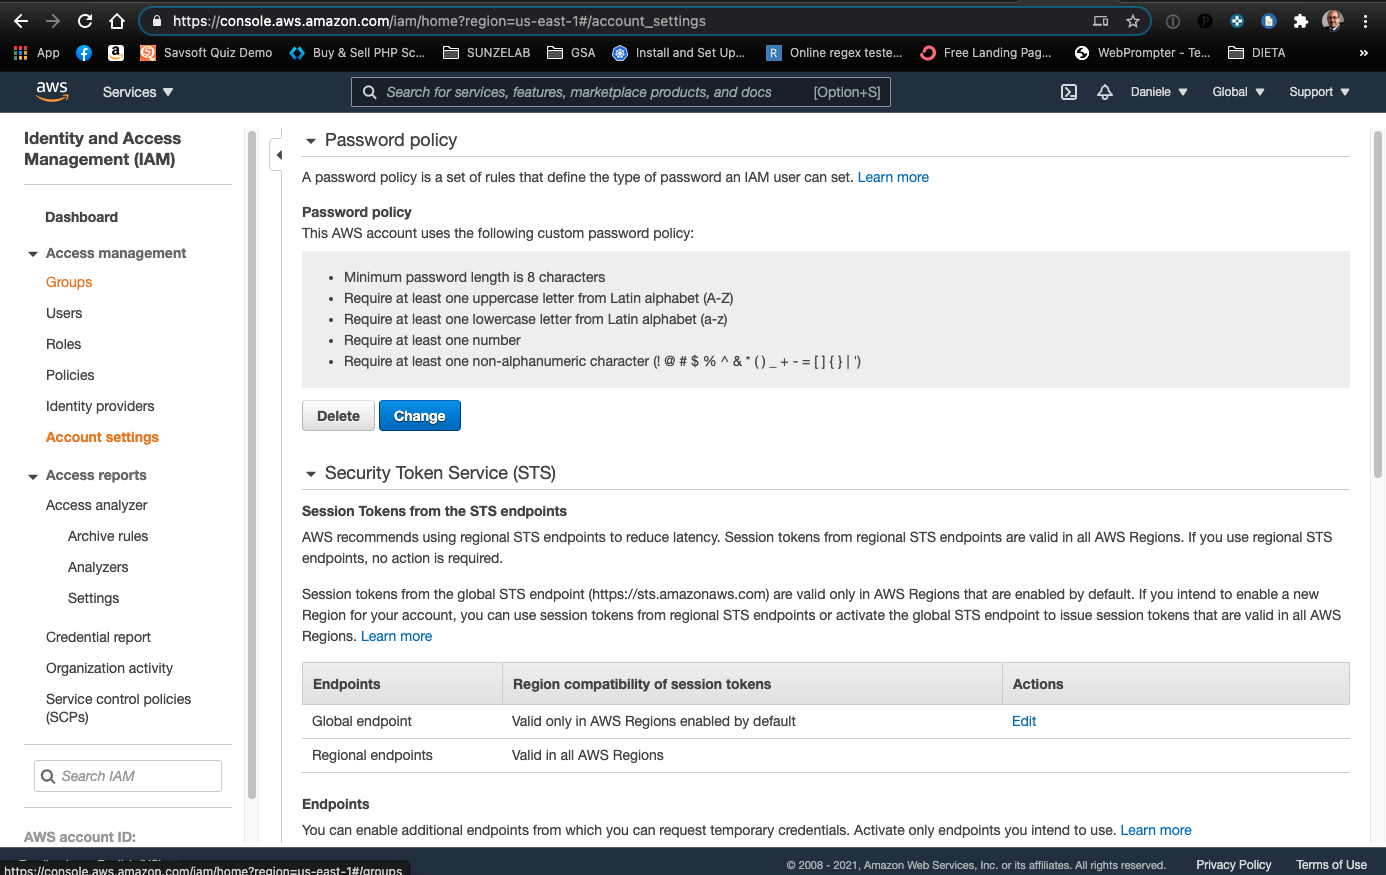 https://console.aws.amazon.com/iam/home?region=us-east-1#/account_settings
App
Savsoft Quiz Demo
Buy & Sell PHP Sc...
SUNZELAB
GSA
Install and Set Up...
R
Online regex teste...
Free Landing Pag...
WebPrompter - Te...
DIETA
»
aws
Services
Search for services, features, marketplace products, and docs [Option+S]
Daniele
Global
Support
Identity and Access
Management (IAM)
Dashboard
Access management
Groups
Users
Roles
Policies
Identity providers
Account settings
Access reports
Access analyzer
Archive rules
Analyzers
Settings
Credential report
Organization activity
Service control policies
(SCPs)
Search IAM
AWS account ID:
Password policy
A password policy is a set of rules that define the type of password an IAM user can set. Learn more
Password policy
This AWS account uses the following custom password policy:
• Minimum password length is 8 characters
• Require at least one uppercase letter from Latin alphabet (A-Z)
• Require at least one lowercase letter from Latin alphabet (a-z)
• Require at least one number
• Require at least one non-alphanumeric character (! @ # $ % ^ & * ( ) _ + - = [ ] { } | ')
Delete
Change
Security Token Service (STS)
Session Tokens from the STS endpoints
AWS recommends using regional STS endpoints to reduce latency. Session tokens from regional STS endpoints are valid in all AWS Regions. If you use regional STS
endpoints, no action is required.
Session tokens from the global STS endpoint (https://sts.amazonaws.com) are valid only in AWS Regions that are enabled by default. If you intend to enable a new
Region for your account, you can use session tokens from regional STS endpoints or activate the global STS endpoint to issue session tokens that are valid in all AWS
Regions. Learn more
Endpoints Region compatibility of session tokens Actions
Global endpoint Valid only in AWS Regions enabled by default Edit
Regional endpoints Valid in all AWS Regions
Endpoints
You can enable additional endpoints from which you can request temporary credentials. Activate only endpoints you intend to use. Learn more
https://console.aws.amazon.com/iam/home?region=us-east-1#/groups
© 2008 - 2021, Amazon Web Services, Inc. or its affiliates. All rights reserved. Privacy Policy Terms of Use